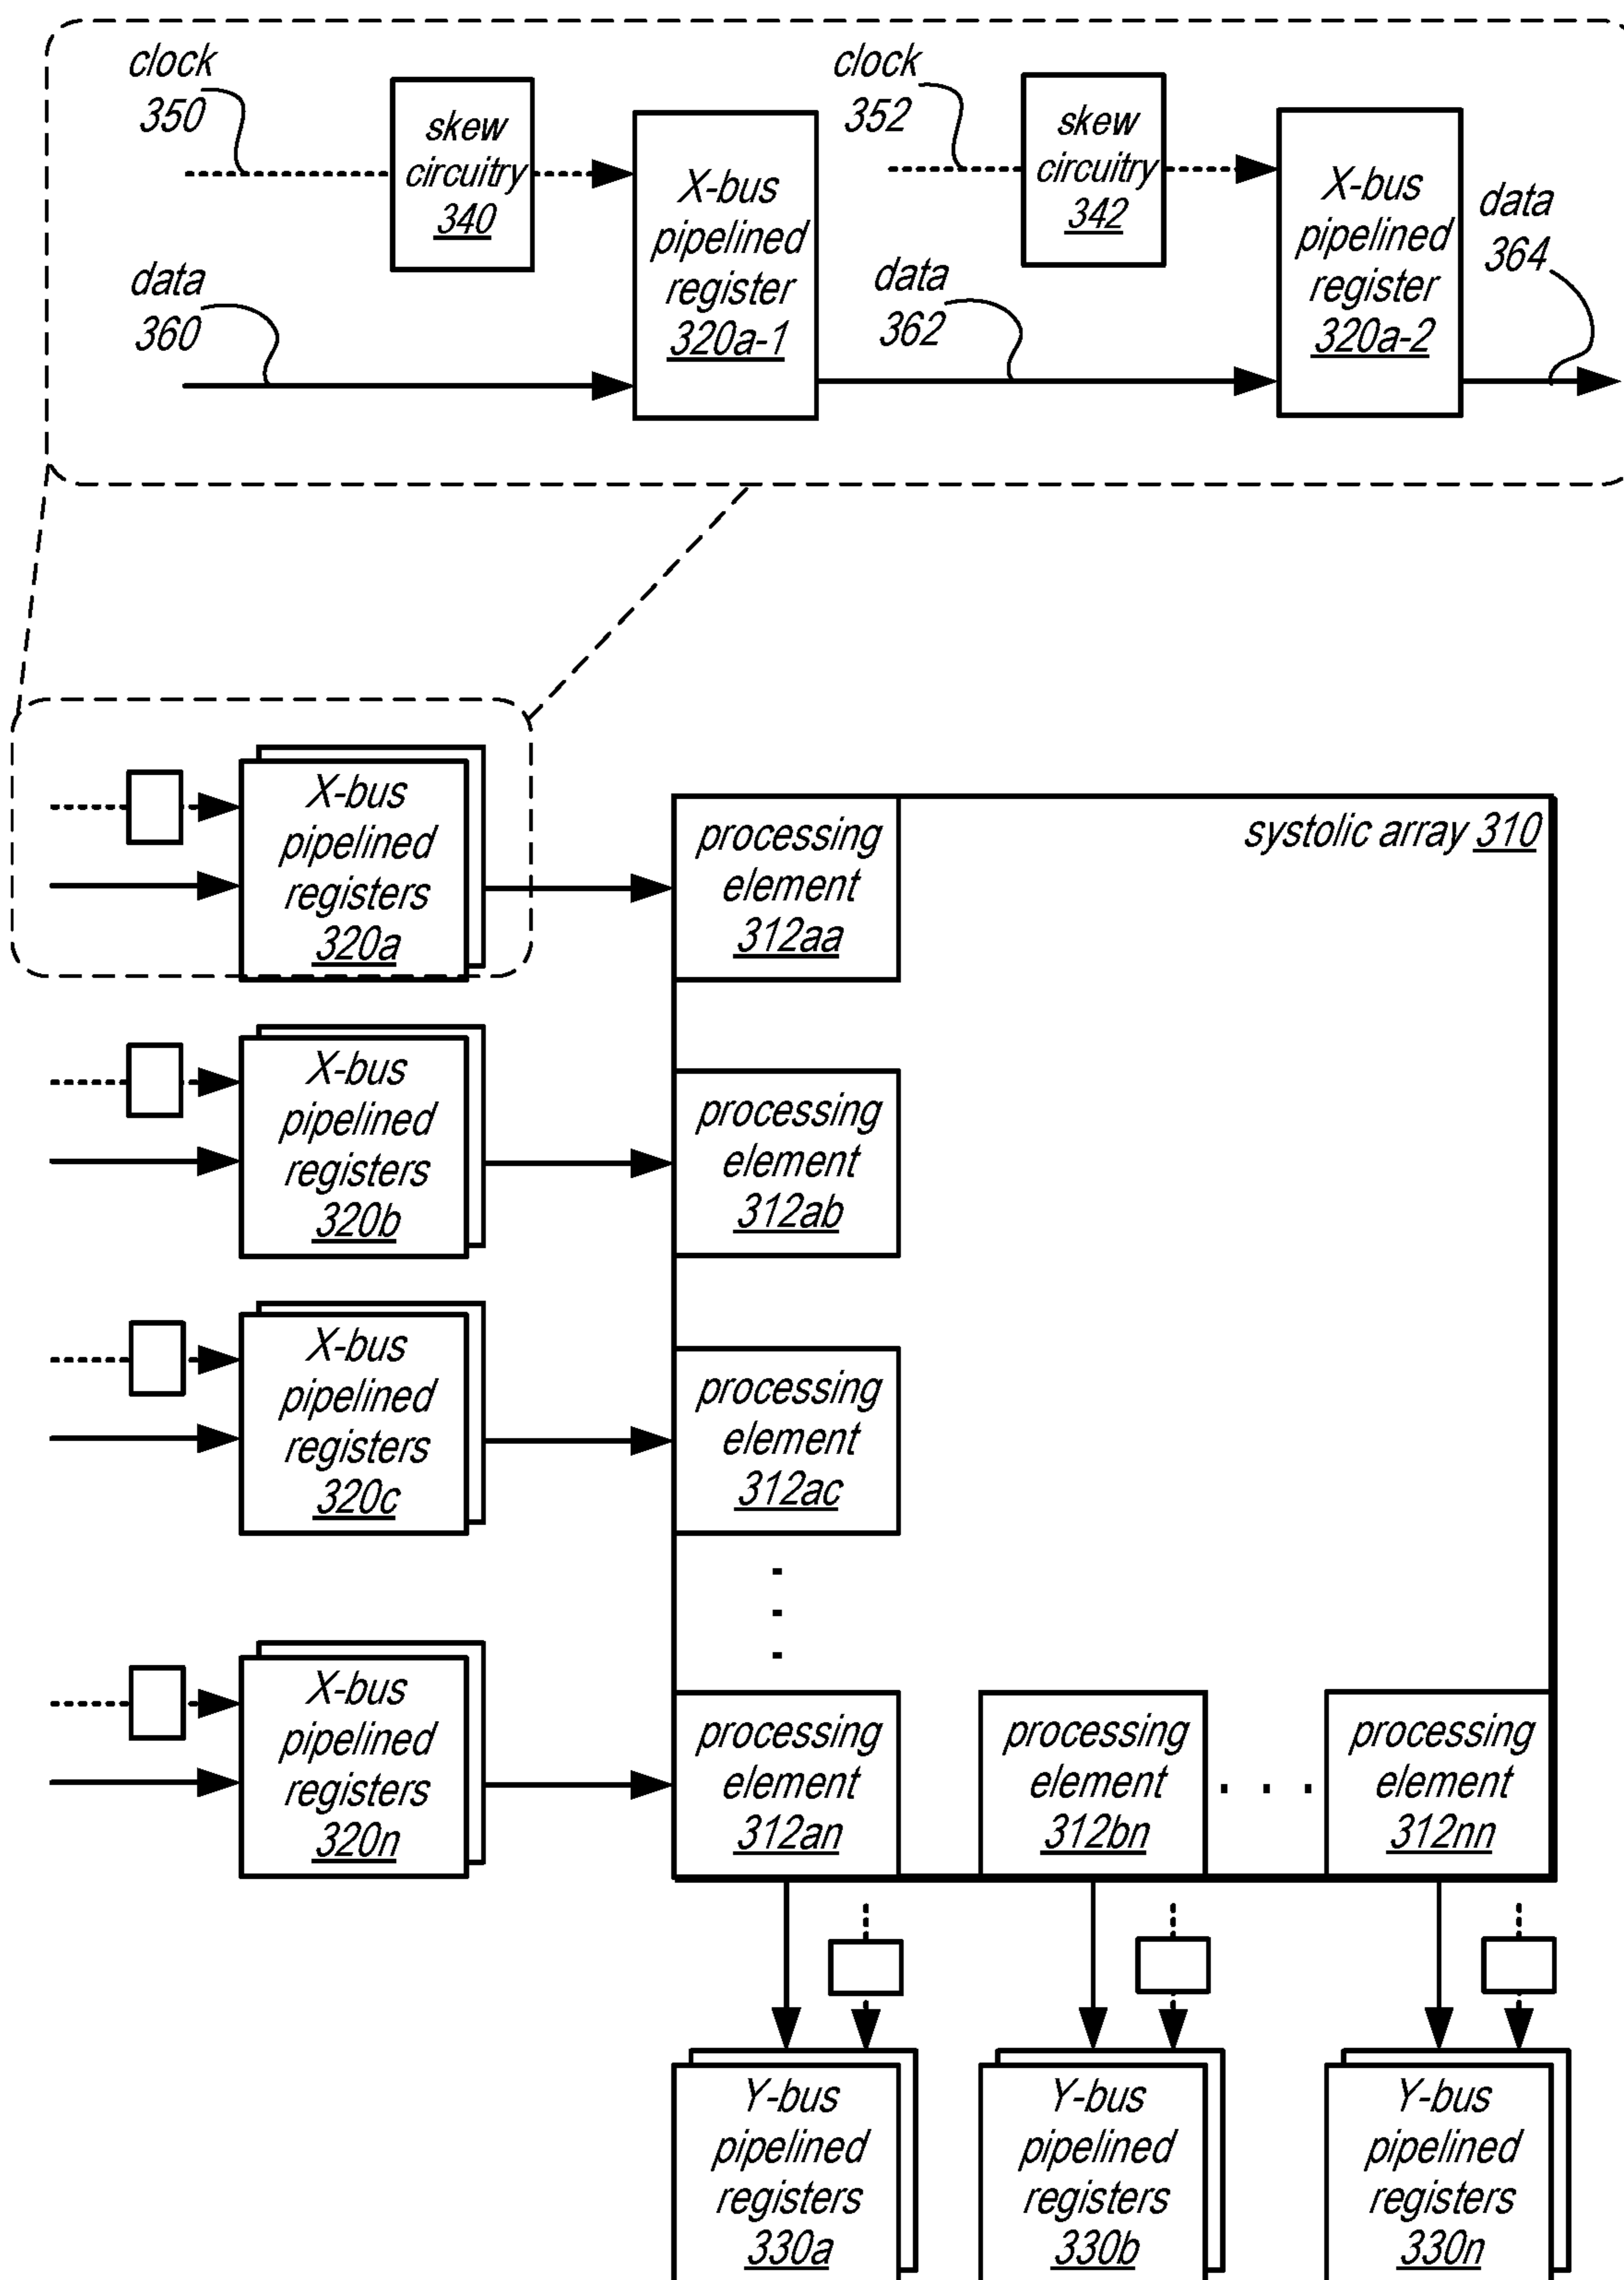 clock
350
skew
circuitry
340
X-bus
pipelined
register
320a-1
data
360
clock
352
skew
circuitry
342
X-bus
pipelined
register
320a-2
data
362
data
364
X-bus
pipelined
registers
320a
processing
element
312aa
systolic array 310
X-bus
pipelined
registers
320b
processing
element
312ab
X-bus
pipelined
registers
320c
processing
element
312ac
X-bus
pipelined
registers
320n
processing
element
312an
processing
element
312bn
processing
element
312nn
Y-bus
pipelined
registers
330a
Y-bus
pipelined
registers
330b
Y-bus
pipelined
registers
330n